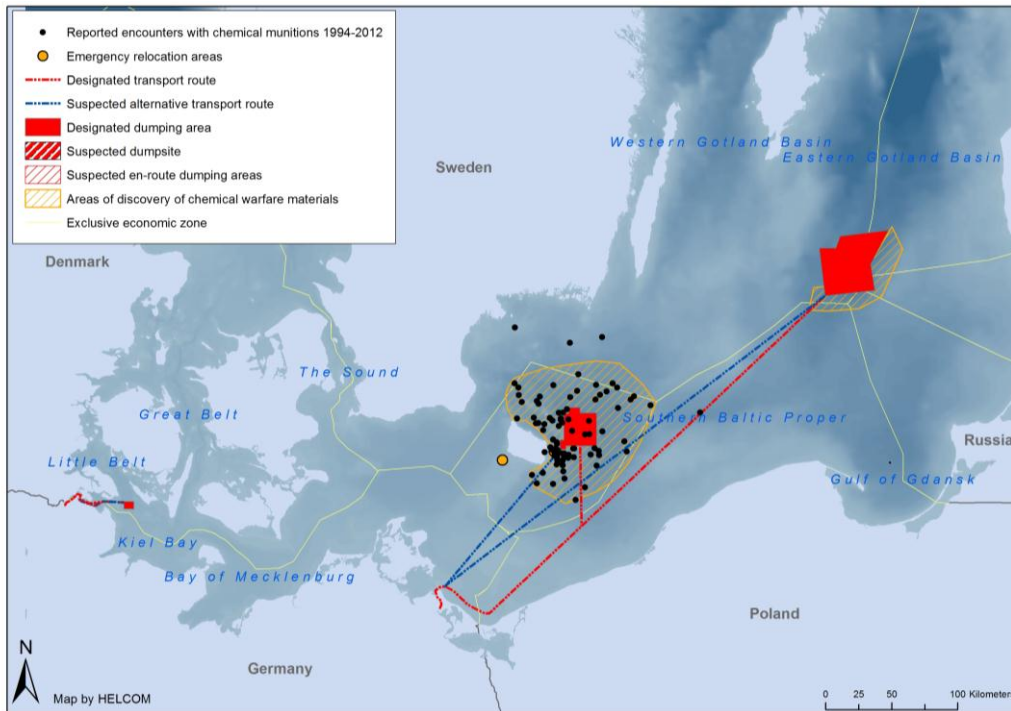 Reported encounters with chemical munitions 1994-2012
Emergency relocation areas
Designated transport route
Suspected alternative transport route
Designated dumping area
Suspected dumpsite
Suspected en-route dumping areas
Areas of discovery of chemical warfare materials
Exclusive economic zone
Western Gotland Basin
Eastern Gotland Basin
Sweden
Denmark
The Sound
Great Belt
Southern Baltic Proper
Russia
Little Belt
Gulf of Gdansk
Kiel Bay
Bay of Mecklenburg
Poland
Germany
N
Map by HELCOM
0 25 50 100 Kilometers